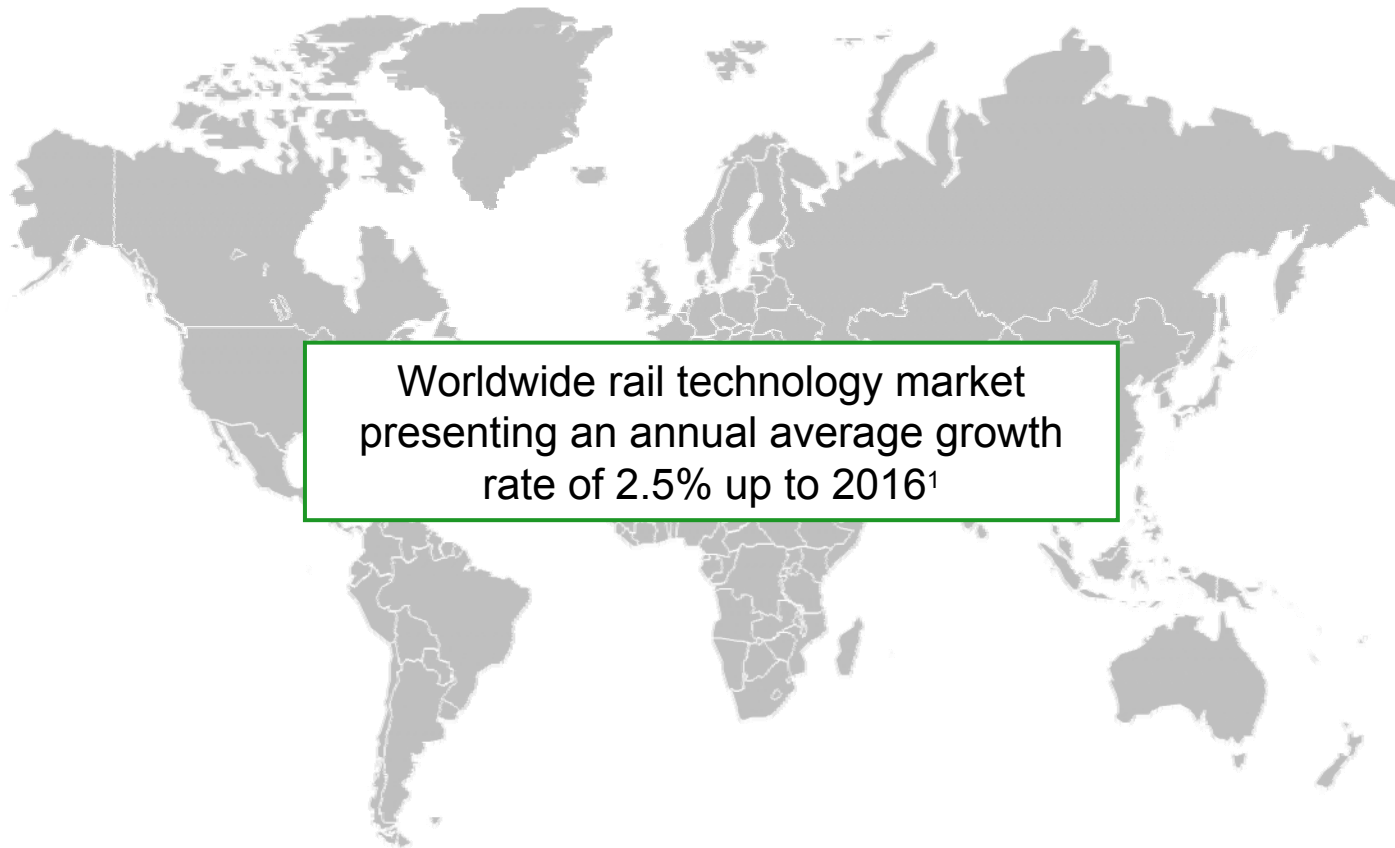 Worldwide rail technology market
presenting an annual average growth
rate of 2.5% up to 2016¹